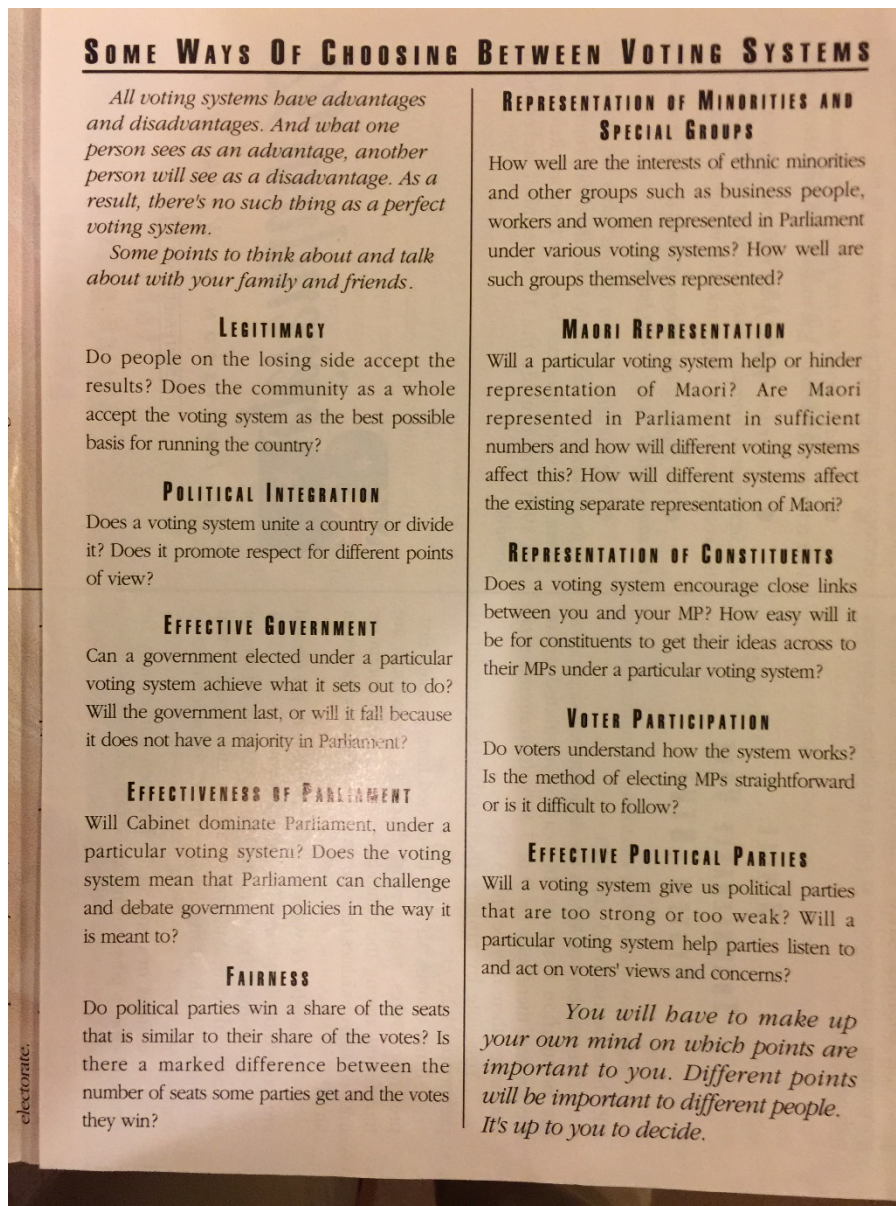 SOME WAYS OF CHOOSING BETWEEN VOTING SYSTEMS
All voting systems have advantages
and disadvantages. And what one
person sees as an advantage, another
person will see as a disadvantage. As a
result, there's no such thing as a perfect
voting system.
Some points to think about and talk
about with your family and friends.
LEGITIMACY
Do people on the losing side accept the
results? Does the community as a whole
accept the voting system as the best possible
basis for running the country?
POLITICAL INTEGRATION
Does a voting system unite a country or divide
it? Does it promote respect for different points
of view?
EFFECTIVE GOVERNMENT
Can a government elected under a particular
voting system achieve what it sets out to do?
Will the government last, or will it fall because
it does not have a majority in Parliament?
EFFECTIVENESS OF PARLIAMENT
Will Cabinet dominate Parliament, under a
particular voting system? Does the voting
system mean that Parliament can challenge
and debate government policies in the way it
is meant to?
FAIRNESS
Do political parties win a share of the seats
that is similar to their share of the votes? Is
there a marked difference between the
number of seats some parties get and the votes
they win?
REPRESENTATION OF MINORITIES AND
SPECIAL GROUPS
How well are the interests of ethnic minorities
and other groups such as business people,
workers and women represented in Parliament
under various voting systems? How well are
such groups themselves represented?
MAORI REPRESENTATION
Will a particular voting system help or hinder
representation of Maori? Are Maori
represented in Parliament in sufficient
numbers and how will different voting systems
affect this? How will different systems affect
the existing separate representation of Maori?
REPRESENTATION OF CONSTITUENTS
Does a voting system encourage close links
between you and your MP? How easy will it
be for constituents to get their ideas across to
their MPs under a particular voting system?
VOTER PARTICIPATION
Do voters understand how the system works?
Is the method of electing MPs straightforward
or is it difficult to follow?
EFFECTIVE POLITICAL PARTIES
Will a voting system give us political parties
that are too strong or too weak? Will a
particular voting system help parties listen to
and act on voters' views and concerns?
You will have to make up
your own mind on which points are
important to you. Different points
will be important to different people.
It's up to you to decide.
electorate.